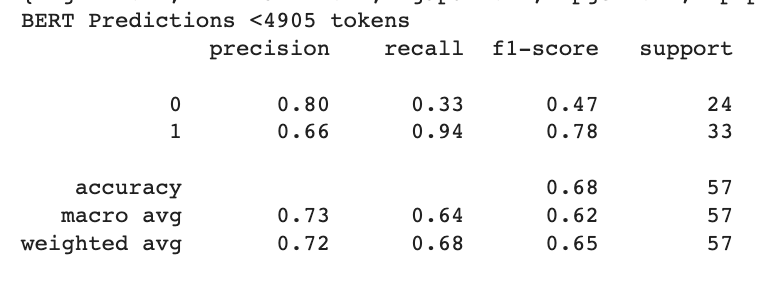 BERT Predictions <4905 tokens
precision recall f1-score support
0 0.80 0.33 0.47 24
1 0.66 0.94 0.78 33
accuracy 0.68 57
macro avg 0.73 0.64 0.62 57
weighted avg 0.72 0.68 0.65 57